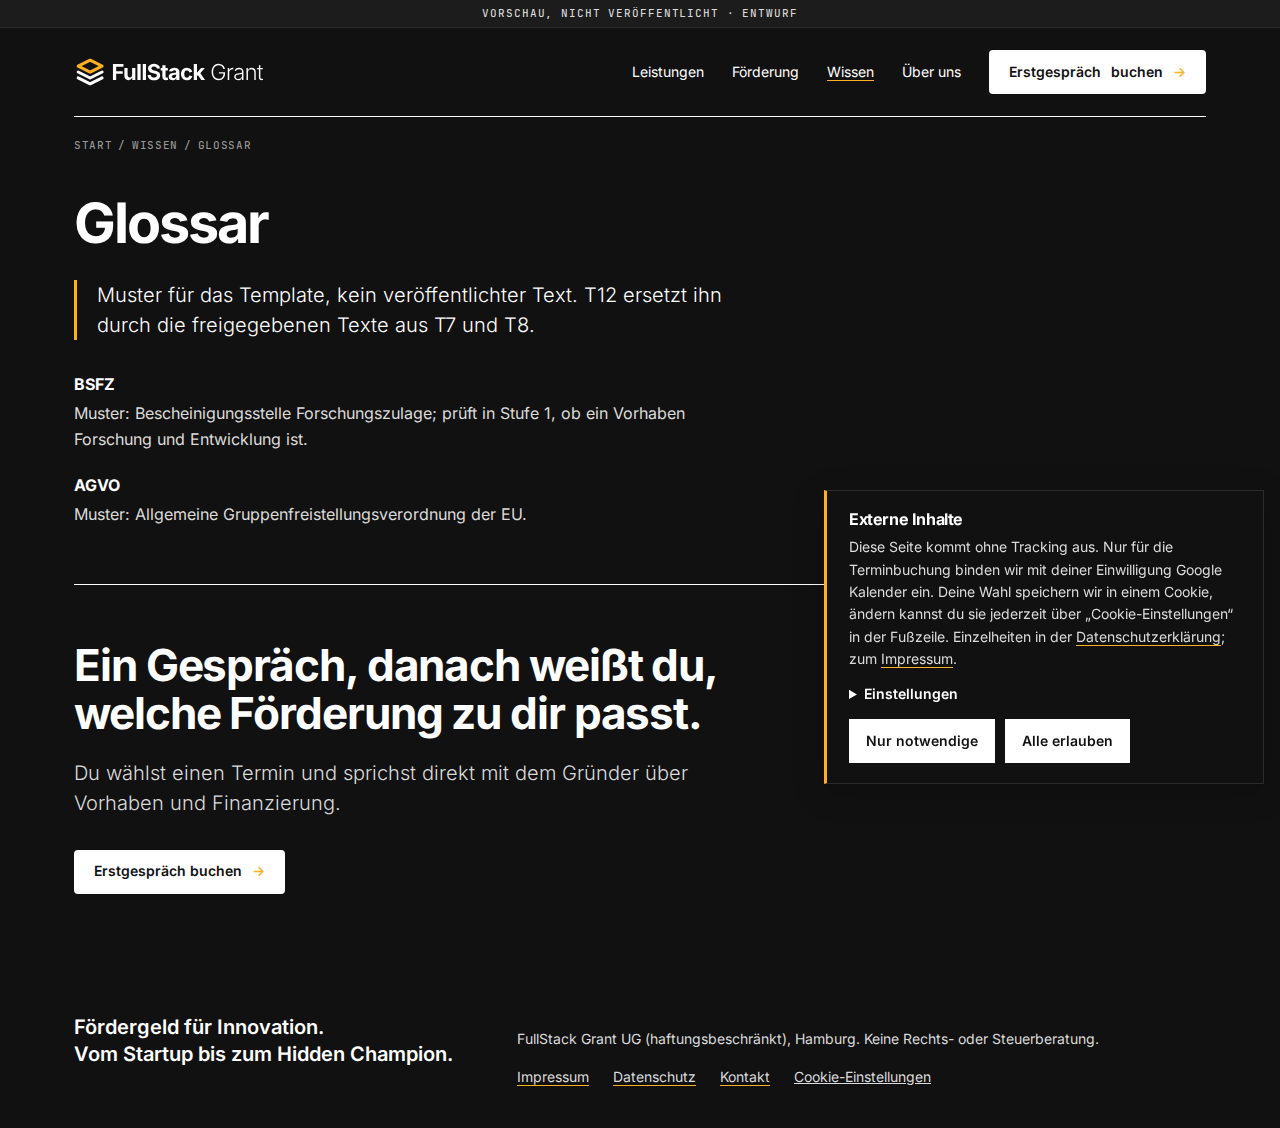 VORSCHAU, NICHT VERÖFFENTLICHT · ENTWURF
FullStack Grant
Leistungen
Förderung
Wissen
Über uns
Erstgespräch buchen →
START / WISSEN / GLOSSAR
Glossar
Muster für das Template, kein veröffentlichter Text. T12 ersetzt ihn
durch die freigegebenen Texte aus T7 und T8.
BSFZ
Muster: Bescheinigungsstelle Forschungszulage; prüft in Stufe 1, ob ein Vorhaben
Forschung und Entwicklung ist.
AGVO
Muster: Allgemeine Gruppenfreistellungsverordnung der EU.
Externe Inhalte
Diese Seite kommt ohne Tracking aus. Nur für die
Terminbuchung binden wir mit deiner Einwilligung Google
Kalender ein. Deine Wahl speichern wir in einem Cookie,
ändern kannst du sie jederzeit über „Cookie-Einstellungen“
in der Fußzeile. Einzelheiten in der Datenschutzerklärung;
zum Impressum.
Einstellungen
Nur notwendige
Alle erlauben
Ein Gespräch, danach weißt du,
welche Förderung zu dir passt.
Du wählst einen Termin und sprichst direkt mit dem Gründer über
Vorhaben und Finanzierung.
Erstgespräch buchen →
Fördergeld für Innovation.
Vom Startup bis zum Hidden Champion.
FullStack Grant UG (haftungsbeschränkt), Hamburg. Keine Rechts- oder Steuerberatung.
Impressum
Datenschutz
Kontakt
Cookie-Einstellungen